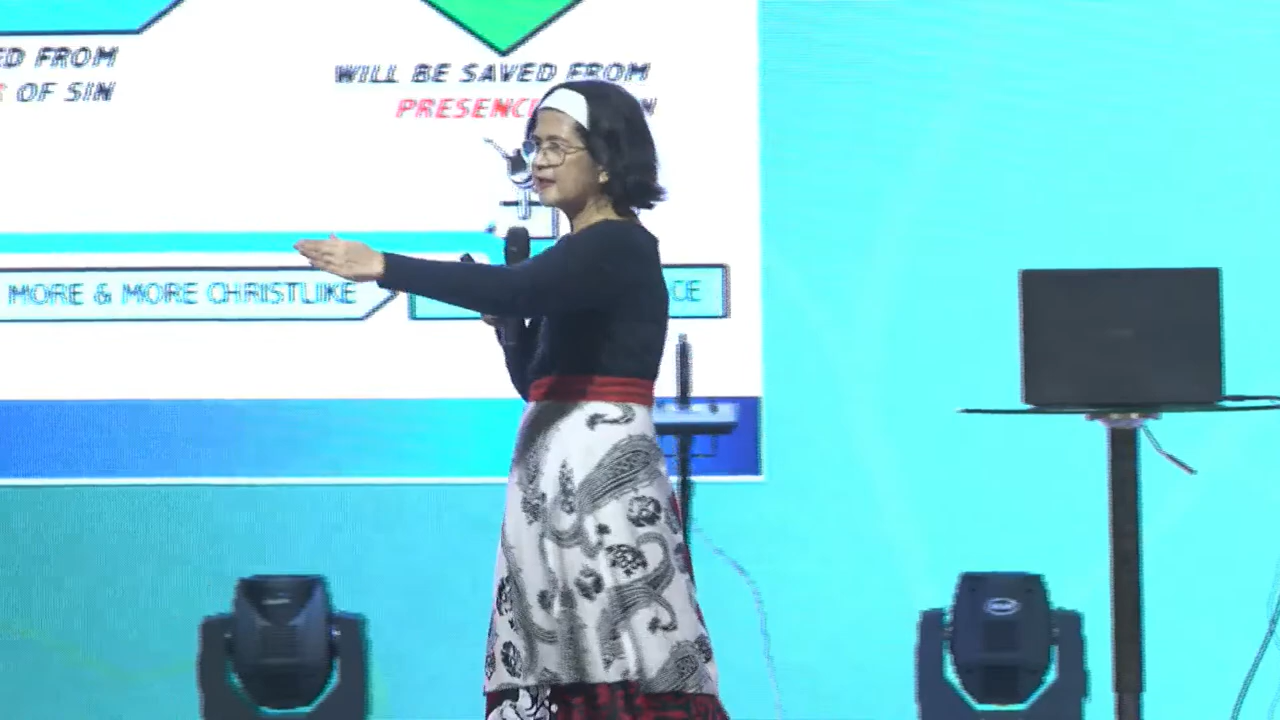 ED FROM
OF SIN
WILL BE SAVED FROM
PRESENC N
MORE & MORE CHRISTLIKE
CE